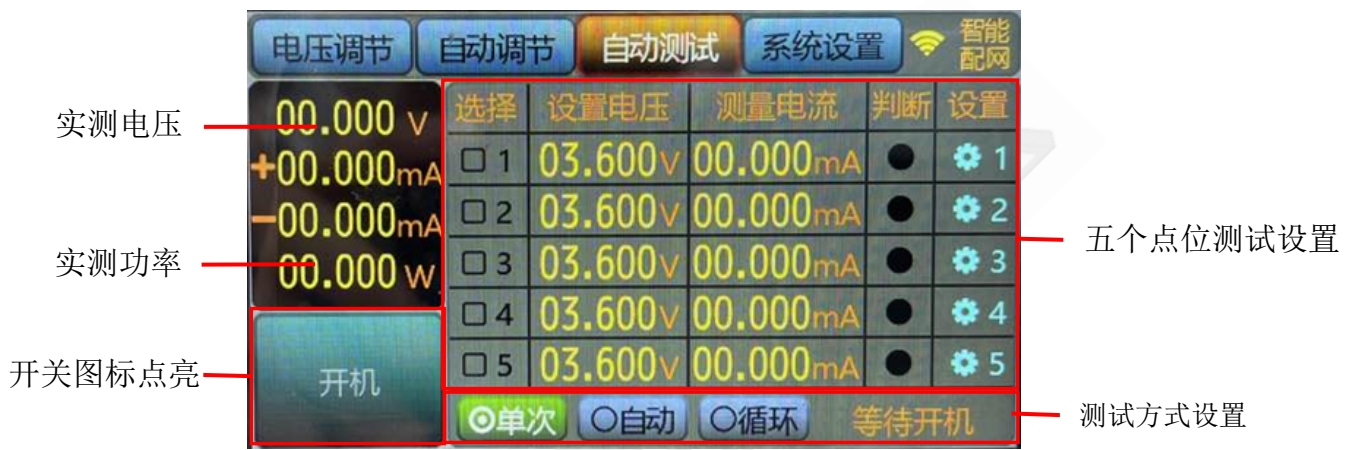 电压调节 自动调节 自动测试 系统设置 智能配网
实测电压
00.000 V
+00.000mA
-00.000mA
实测功率
00.000 W
开关图标点亮
开机
选择 设置电压 测量电流 判断 设置
1 03.600V 00.000mA 1
2 03.600V 00.000mA 2
3 03.600V 00.000mA 3
4 03.600V 00.000mA 4
5 03.600V 00.000mA 5
五个点位测试设置
单次 自动 循环 等待开机
测试方式设置